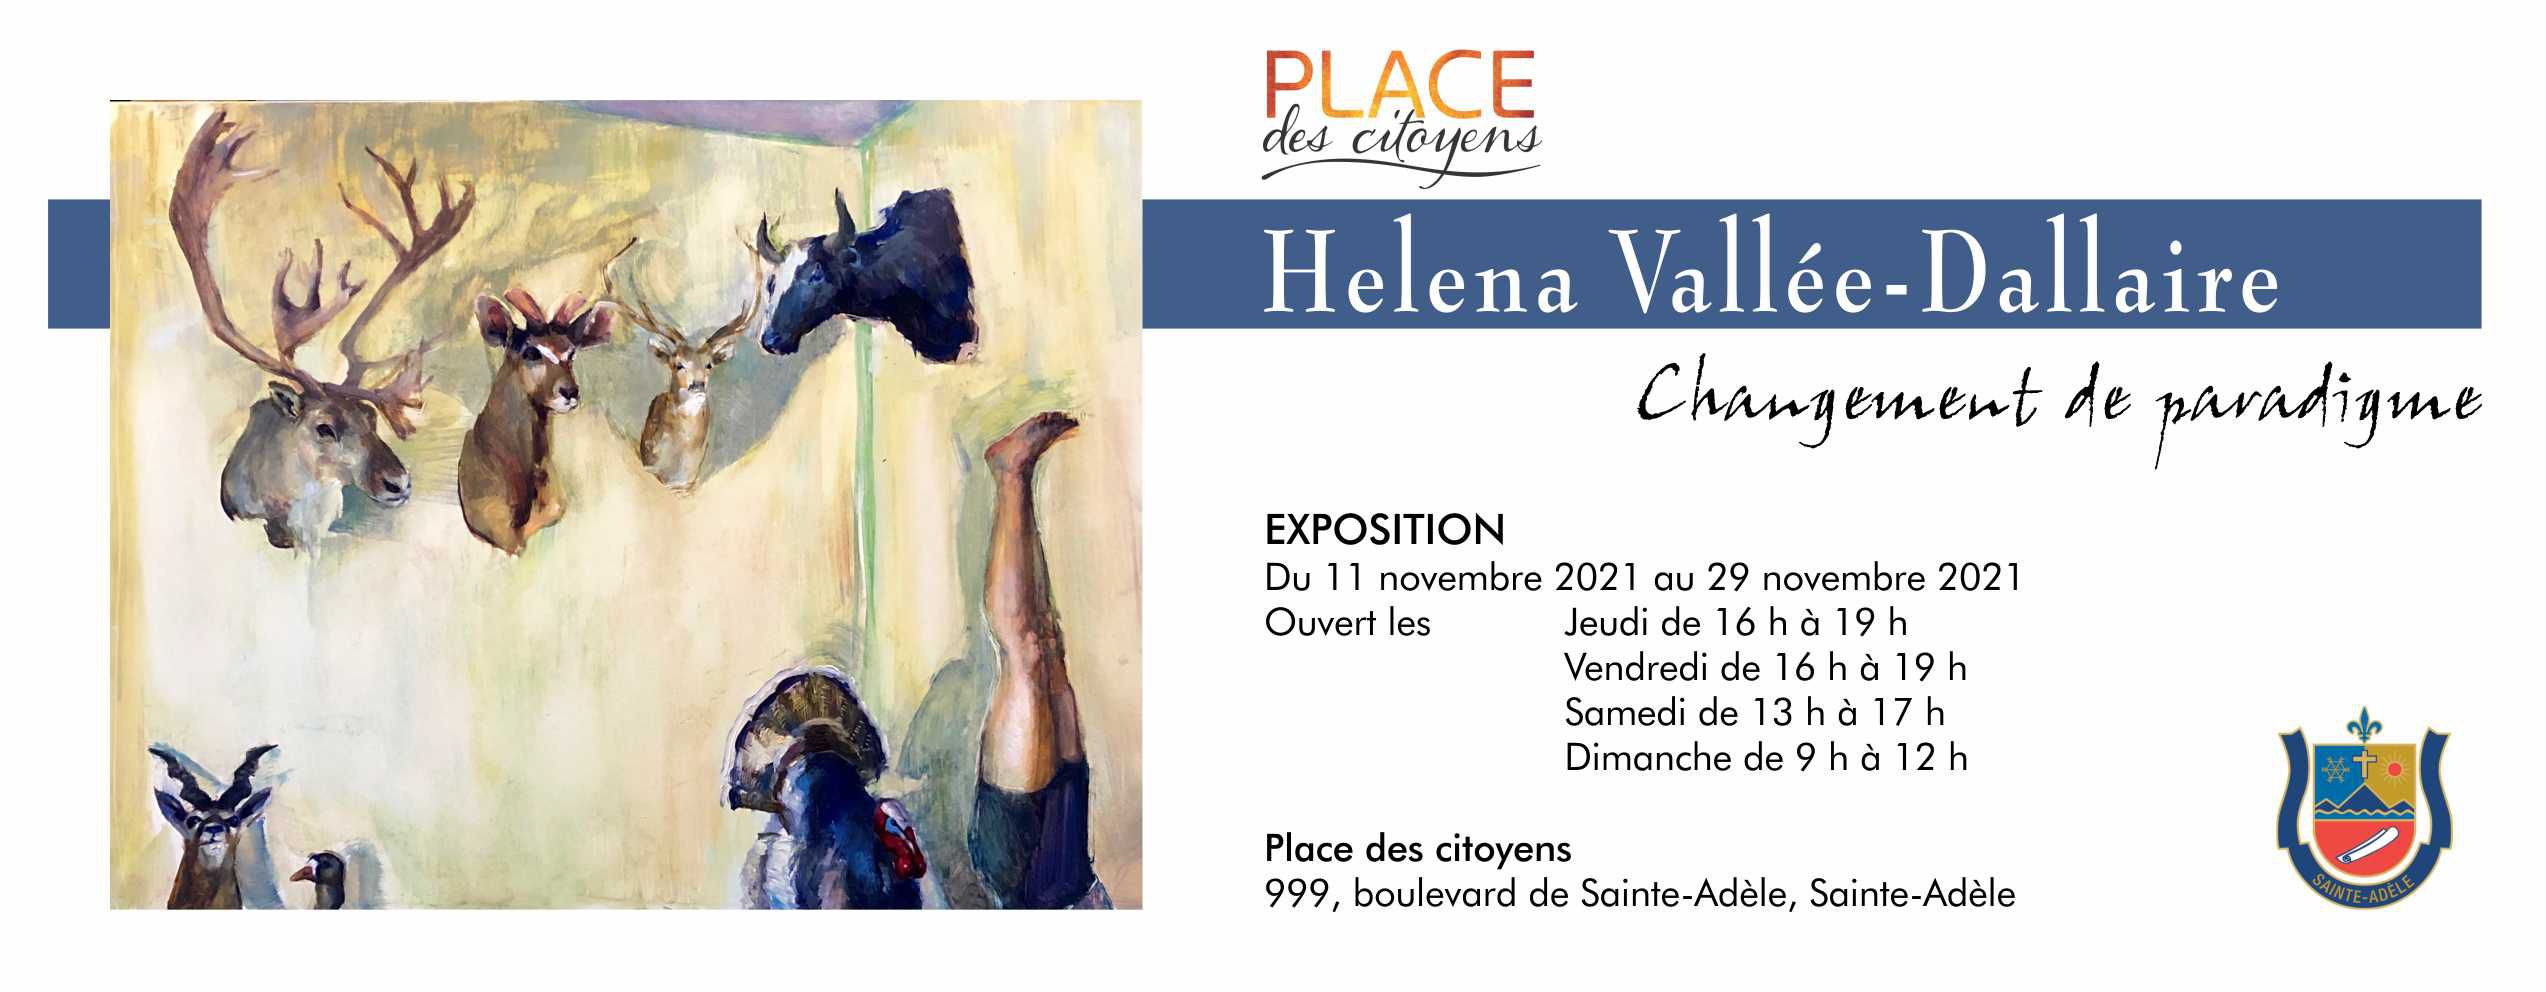 PLACE
des citoyens
Helena Vallée-Dallaire
Changement de paradigme
EXPOSITION
Du 11 novembre 2021 au 29 novembre 2021
Ouvert les Jeudi de 16 h à 19 h
Vendredi de 16 h à 19 h
Samedi de 13 h à 17 h
Dimanche de 9 h à 12 h
Place des citoyens
999, boulevard de Sainte-Adèle, Sainte-Adèle
SAINTE-ADÈLE